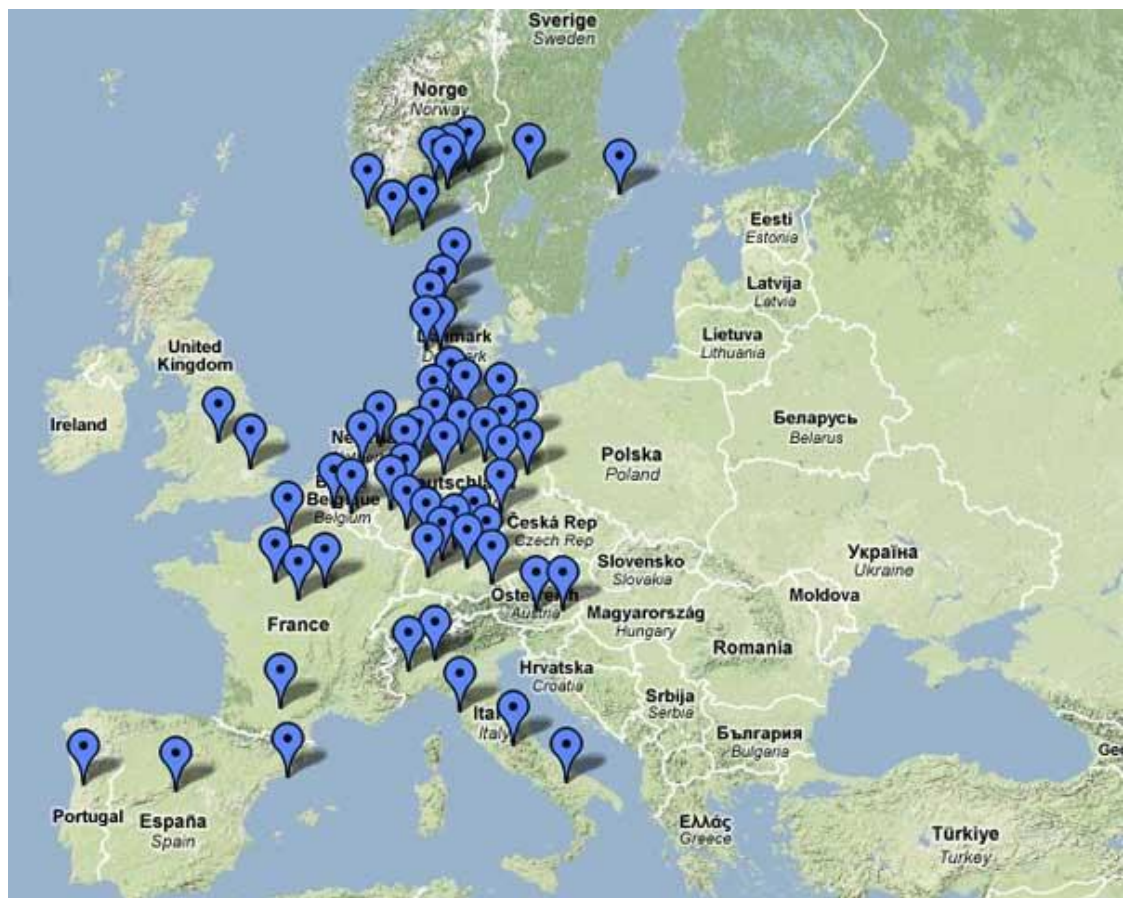 Sverige
Sweden
Norge
Norway
Eesti
Estonia
Latvija
Latvia
Lietuva
Lithuania
United
Kingdom
Ireland
Беларусь
Belarus
Polska
Poland
Belgium
Česká Rep
Czech Rep
Slovensko
Slovakia
Україна
Ukraine
Moldova
Austria
Magyarország
Hungary
France
Romania
Hrvatska
Croatia
Srbija
Serbia
Italy
България
Bulgaria
Portugal
España
Spain
Ελλάς
Greece
Türkiye
Turkey